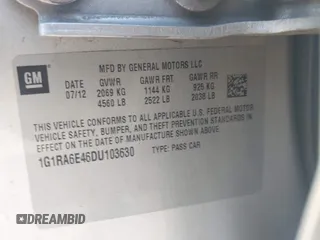 GM
MFD BY GENERAL MOTORS LLC
DATE GVWR GAWR FRT GAWR RR
07/12 2069 KG 1144 KG 925 KG
4560 LB 2522 LB 2038 LB
THIS VEHICLE CONFORMS TO ALL APPLICABLE U.S. FEDERAL MOTOR
VEHICLE SAFETY, BUMPER, AND THEFT PREVENTION STANDARDS IN
EFFECT ON THE DATE OF MANUFACTURE SHOWN ABOVE.
1G1RA6E46DU103630 TYPE: PASS CAR